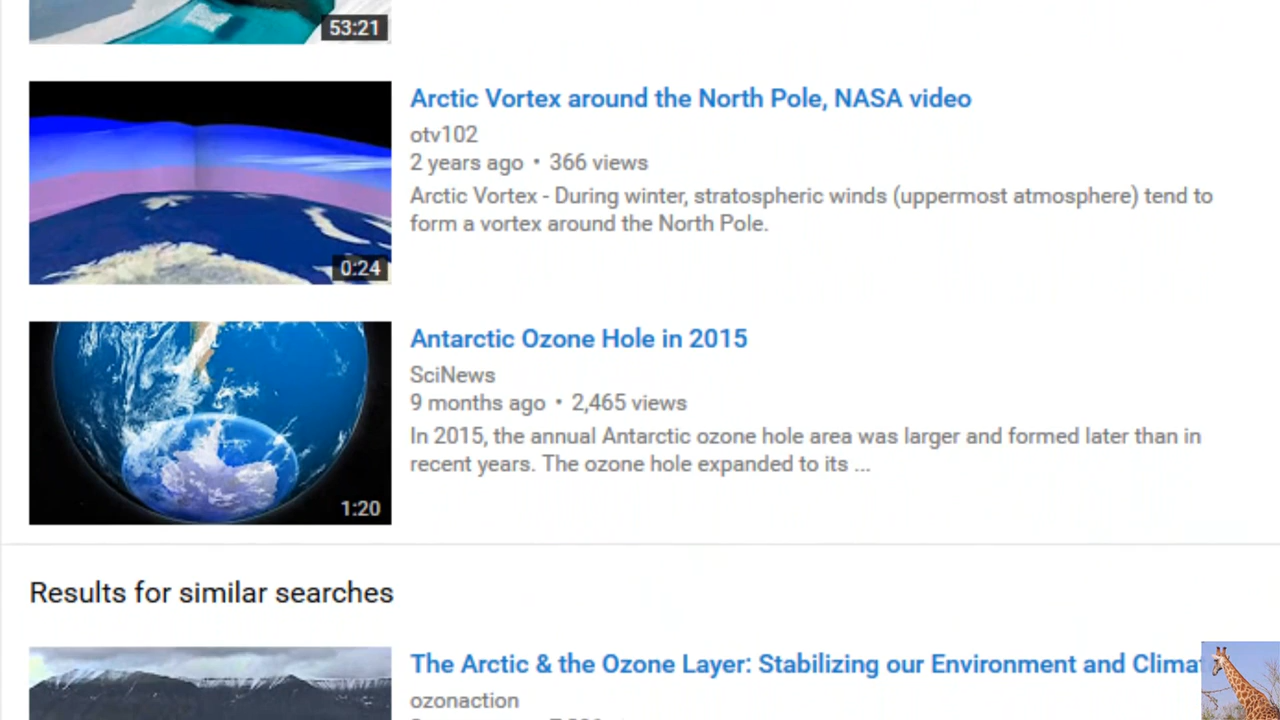 53:21
Arctic Vortex around the North Pole, NASA video
otv102
2 years ago • 366 views
Arctic Vortex - During winter, stratospheric winds (uppermost atmosphere) tend to
form a vortex around the North Pole.
0:24
Antarctic Ozone Hole in 2015
SciNews
9 months ago • 2,465 views
In 2015, the annual Antarctic ozone hole area was larger and formed later than in
recent years. The ozone hole expanded to its ...
1:20
Results for similar searches
The Arctic & the Ozone Layer: Stabilizing our Environment and
ozonaction